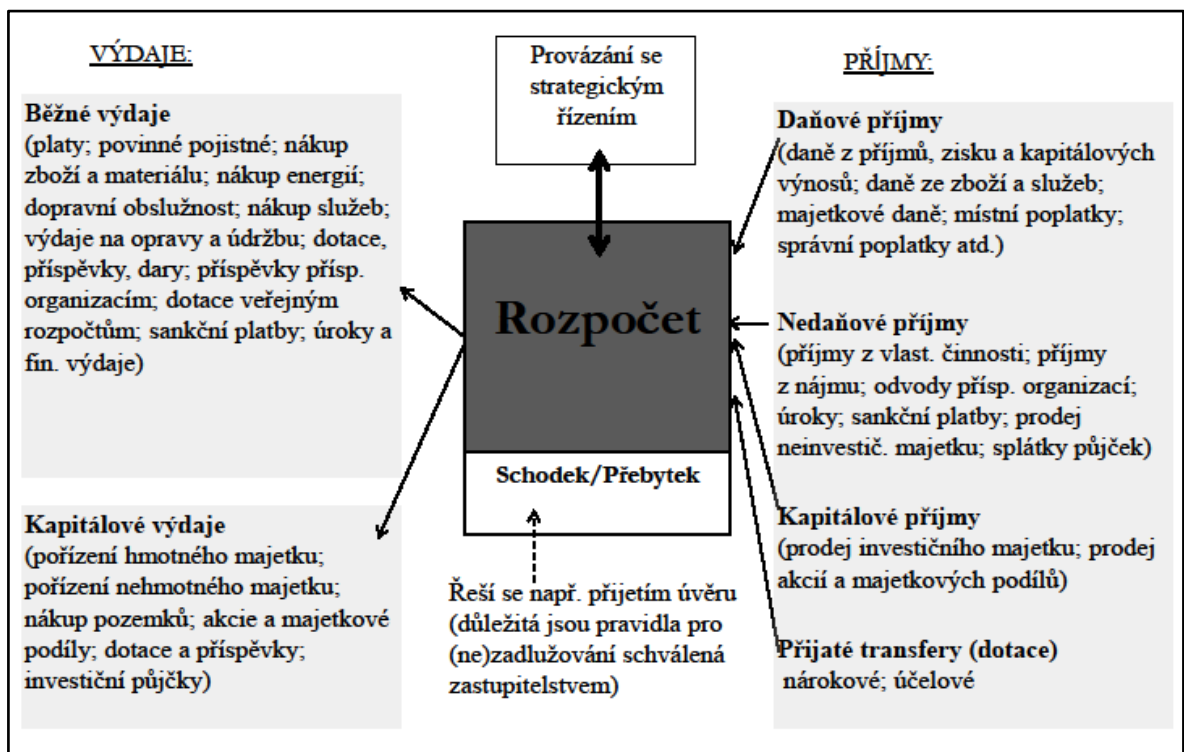 VÝDAJE:
Běžné výdaje
(platy; povinné pojistné; nákup
zboží a materiálu; nákup energií;
dopravní obslužnost; nákup služeb;
výdaje na opravy a údržbu; dotace,
příspěvky, dary; příspěvky přísp.
organizacím; dotace veřejným
rozpočtům; sankční platby; úroky a
fin. výdaje)
Kapitálové výdaje
(pořízení hmotného majetku;
pořízení nehmotného majetku;
nákup pozemků; akcie a majetkové
podíly; dotace a příspěvky;
investiční půjčky)
Provázání se
strategickým
řízením
Rozpočet
Schodek/Přebytek
Řeší se např. přijetím úvěru
(důležitá jsou pravidla pro
(ne)zadlužování schválená
zastupitelstvem)
PŘÍJMY:
Daňové příjmy
(daně z příjmů, zisku a kapitálových
výnosů; daně ze zboží a služeb;
majetkové daně; místní poplatky;
správní poplatky atd.)
Nedaňové příjmy
(příjmy z vlast. činnosti; příjmy
z nájmu; odvody přísp. organizací;
úroky; sankční platby; prodej
neinvestič. majetku; splátky půjček)
Kapitálové příjmy
(prodej investičního majetku; prodej
akcií a majetkových podílů)
Přijaté transfery (dotace)
nárokové; účelové